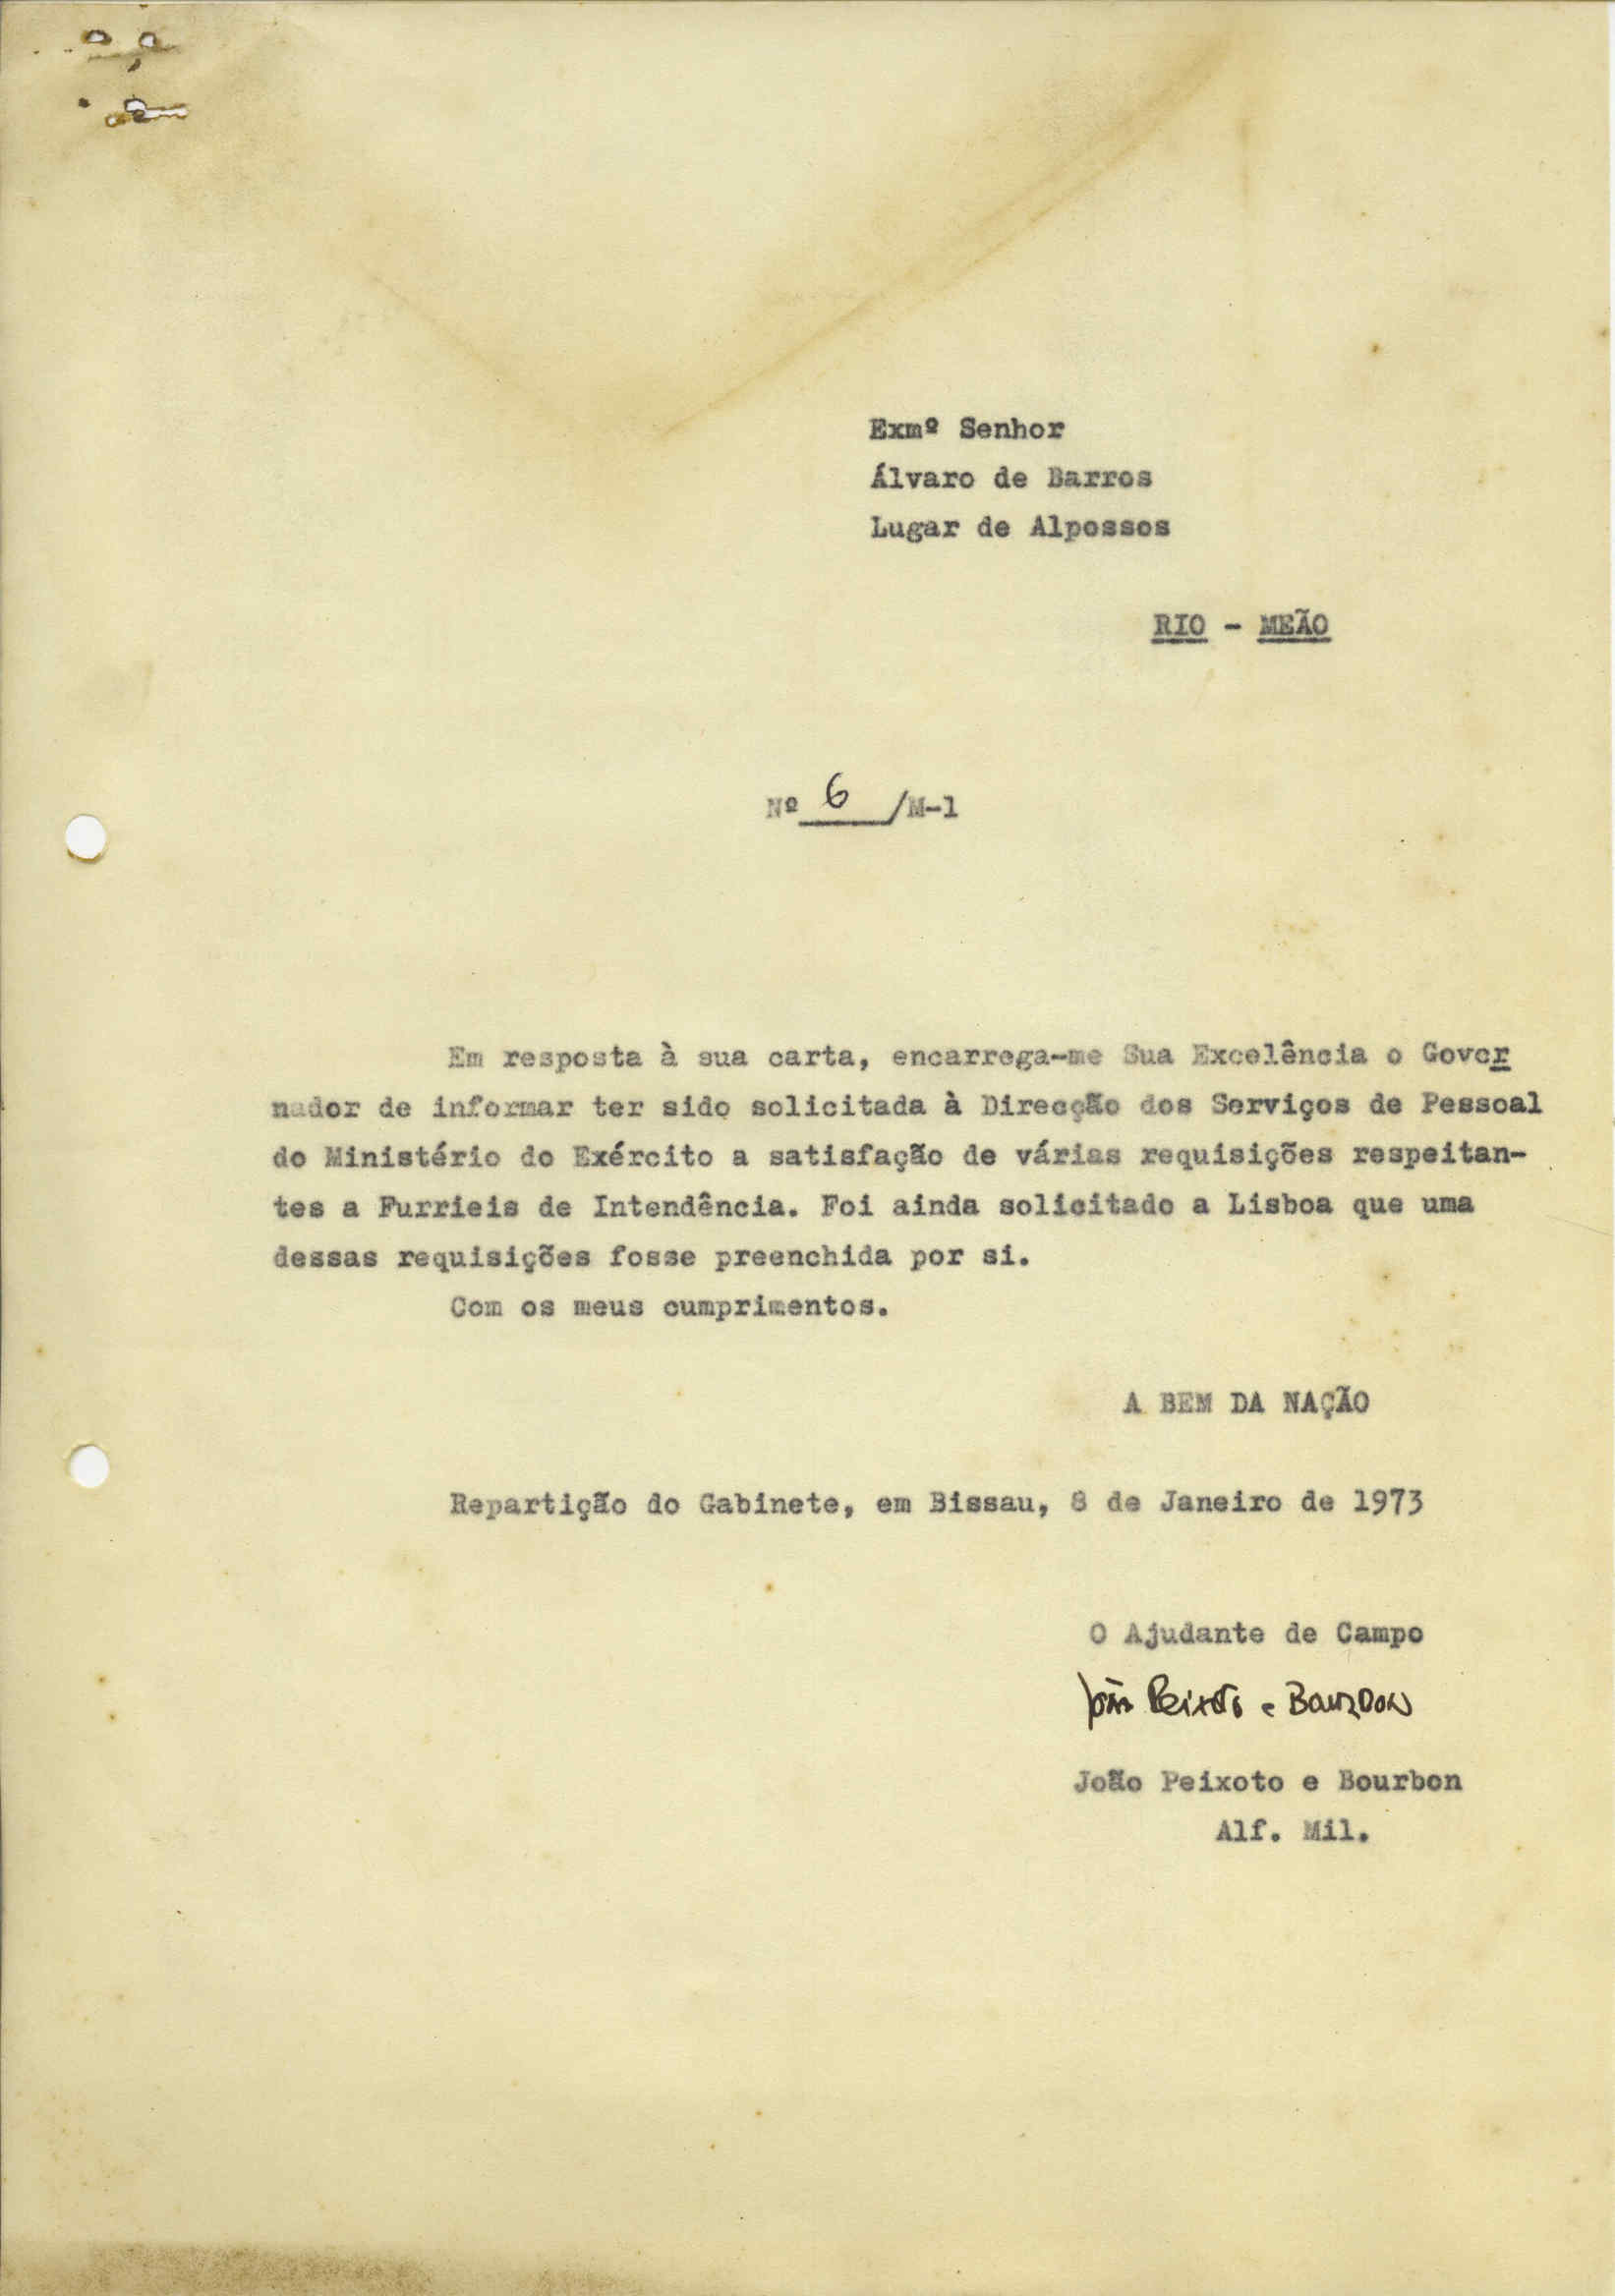 Exmº Senhor
Álvaro de Barros
Lugar de Alpossos
RIO - MEÃO
Nº 6 /M-1
Em resposta à sua carta, encarrega-me Sua Excelência o Gover
nador de informar ter sido solicitada à Direcção dos Serviços de Pessoal
do Ministério do Exército a satisfação de várias requisições respeitan-
tes a Furrieis de Intendência. Foi ainda solicitado a Lisboa que uma
dessas requisições fosse preenchida por si.
Com os meus cumprimentos.
A BEM DA NAÇÃO
Repartição do Gabinete, em Bissau, 8 de Janeiro de 1973
O Ajudante de Campo
João Peixoto e Bourbon
João Peixoto e Bourbon
Alf. Mil.